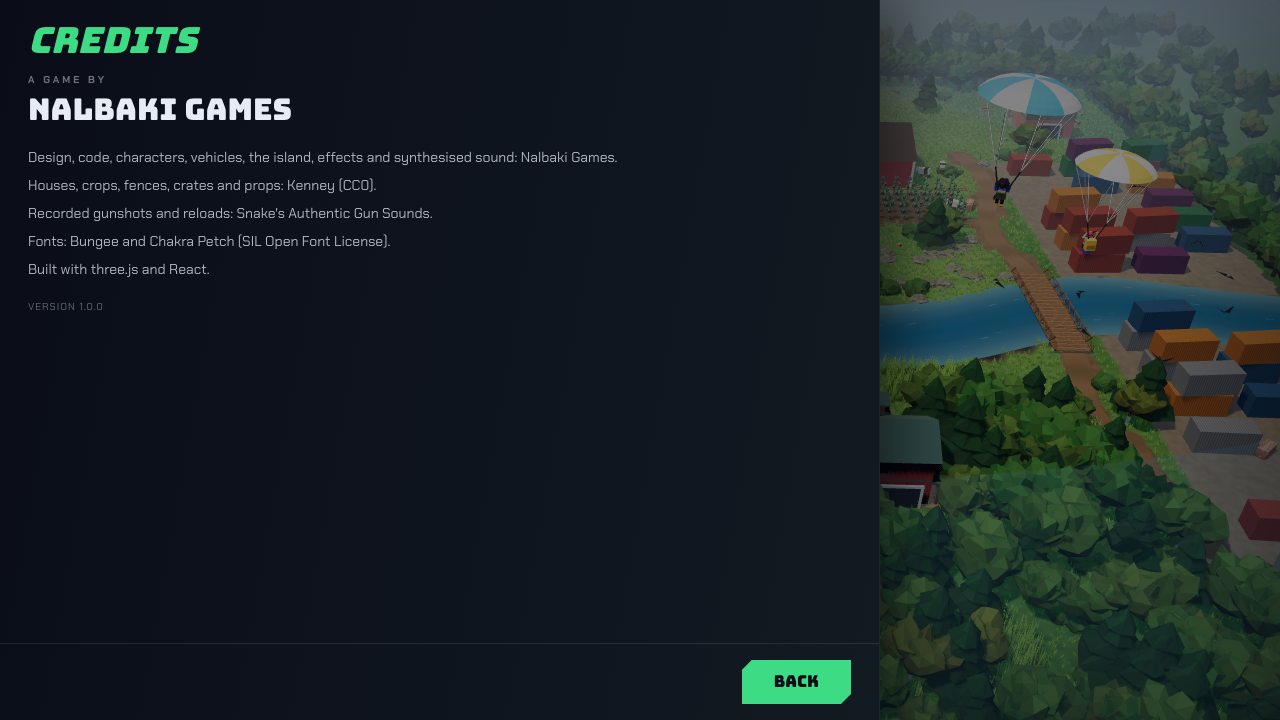 CREDITS
A GAME BY
NALBAKI GAMES
Design, code, characters, vehicles, the island, effects and synthesised sound: Nalbaki Games.
Houses, crops, fences, crates and props: Kenney (CC0).
Recorded gunshots and reloads: Snake's Authentic Gun Sounds.
Fonts: Bungee and Chakra Petch (SIL Open Font License).
Built with three.js and React.
VERSION 1.0.0
BACK